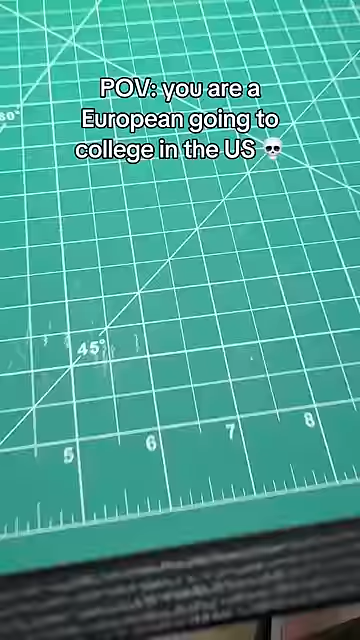 POV: you are a
European going to
college in the US 💀
45°
5 6 7 8